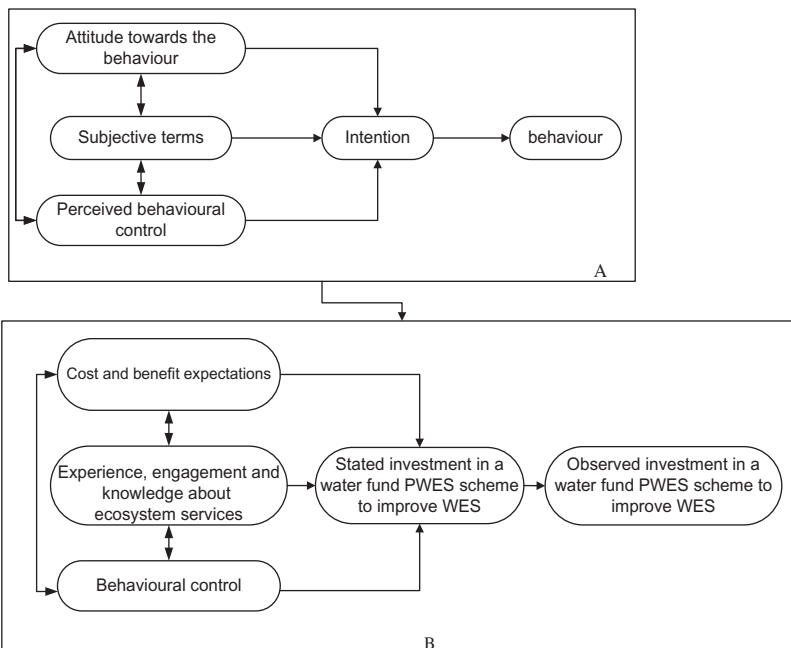 Attitude towards the
behaviour
Subjective terms
Intention
behaviour
Perceived behavioural
control
A
Cost and benefit expectations
Experience, engagement and
knowledge about
ecosystem services
Stated investment in a
water fund PWES scheme
to improve WES
Observed investment in a
water fund PWES scheme to
improve WES
Behavioural control
B